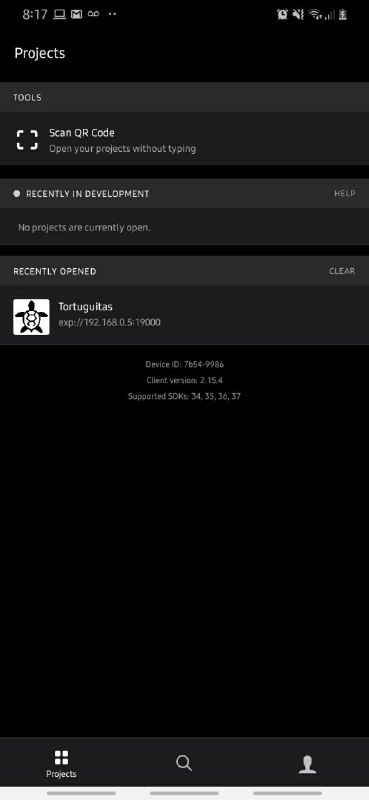 8:17
Projects
TOOLS
Scan QR Code
Open your projects without typing
RECENTLY IN DEVELOPMENT HELP
No projects are currently open.
RECENTLY OPENED CLEAR
Tortuguitas
exp://192.168.0.5:19000
Device ID: 7b54-9986
Client version: 2.15.4
Supported SDKs: 34, 35, 36, 37
Projects